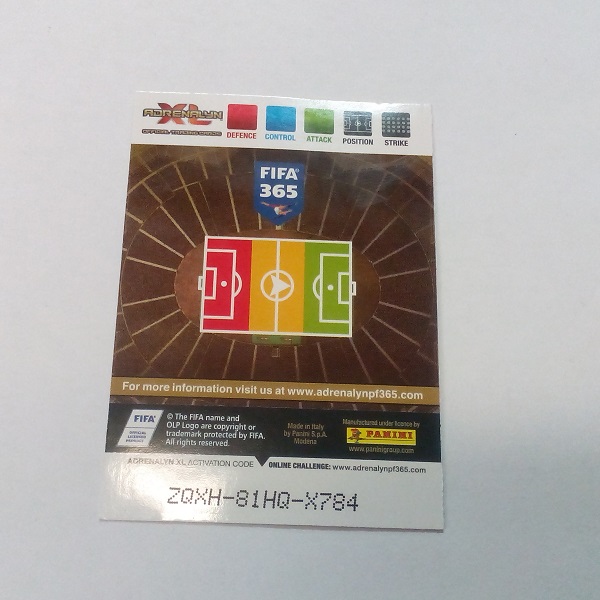 ADRENALYN XL
OFFICIAL TRADING CARDS
DEFENCE CONTROL ATTACK POSITION STRIKE
FIFA
365
For more information visit us at www.adrenalynpf365.com
FIFA
OFFICIAL
LICENSED
PRODUCT
© The FIFA name and
OLP Logo are copyright or
trademark protected by FIFA.
All rights reserved.
Made in Italy
by Panini S.p.A.
Modena
Manufactured under licence by
PANINI
www.paninigroup.com
ADRENALYN XL ACTIVATION CODE
ONLINE CHALLENGE: www.adrenalynpf365.com
ZQXH-81HQ-X784